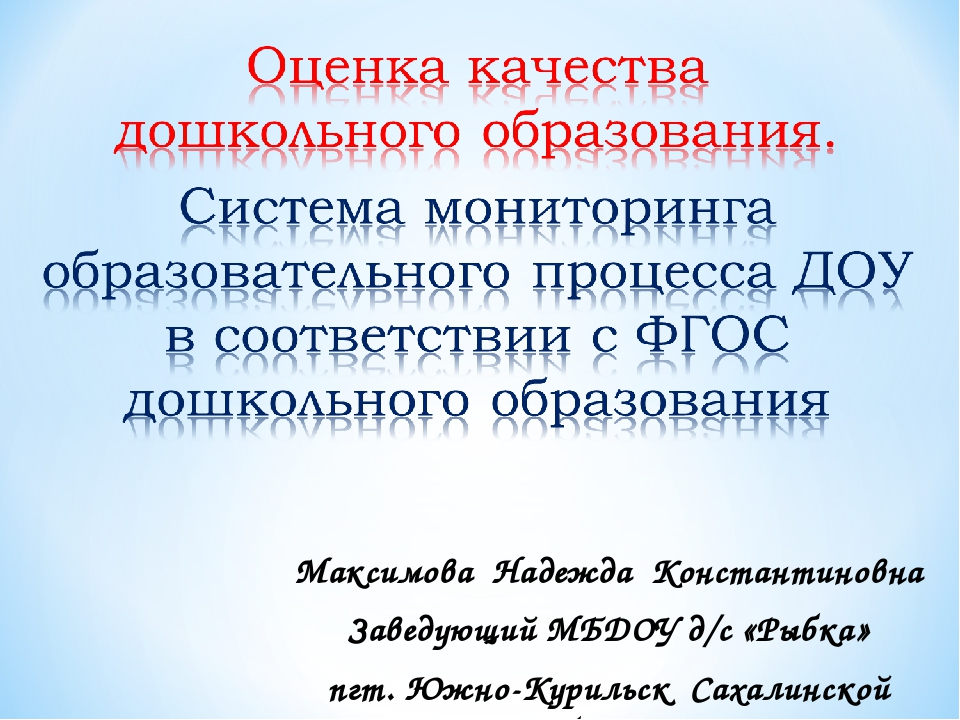 Оценка качества
дошкольного образования.
Система мониторинга
образовательного процесса ДОУ
в соответствии с ФГОС
дошкольного образования
Максимова Надежда Константиновна
Заведующий МБДОУ д/с «Рыбка»
пгт. Южно-Курильск Сахалинской